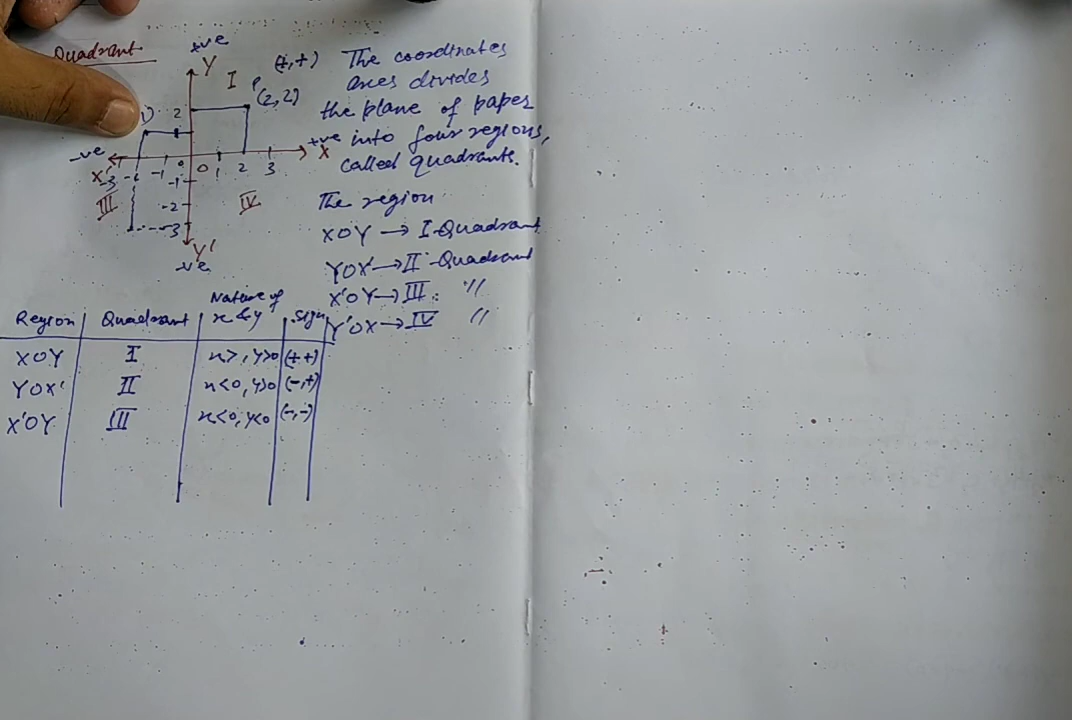 Quadrant
+ve
Y
I
P
(2,2)
(+,+)
2
+ve
X
-ve
X'
-3
-1
0
0
1
2
3
-1
-2
-3
III
IV
Y'
-ve
The coordinates
axes divides
the plane of paper
into four regions,
called quadrants.
The region
XOY → I-Quadrant
YOX' → II-Quadrant
X'OY → III "
Y'OX → IV "
Region Quadrant Nature of x & y Sign
XOY I x>, y>0 (++)
YOX' II x<0, y>0 (-,+)
X'OY III x<0, y<0 (-,-)